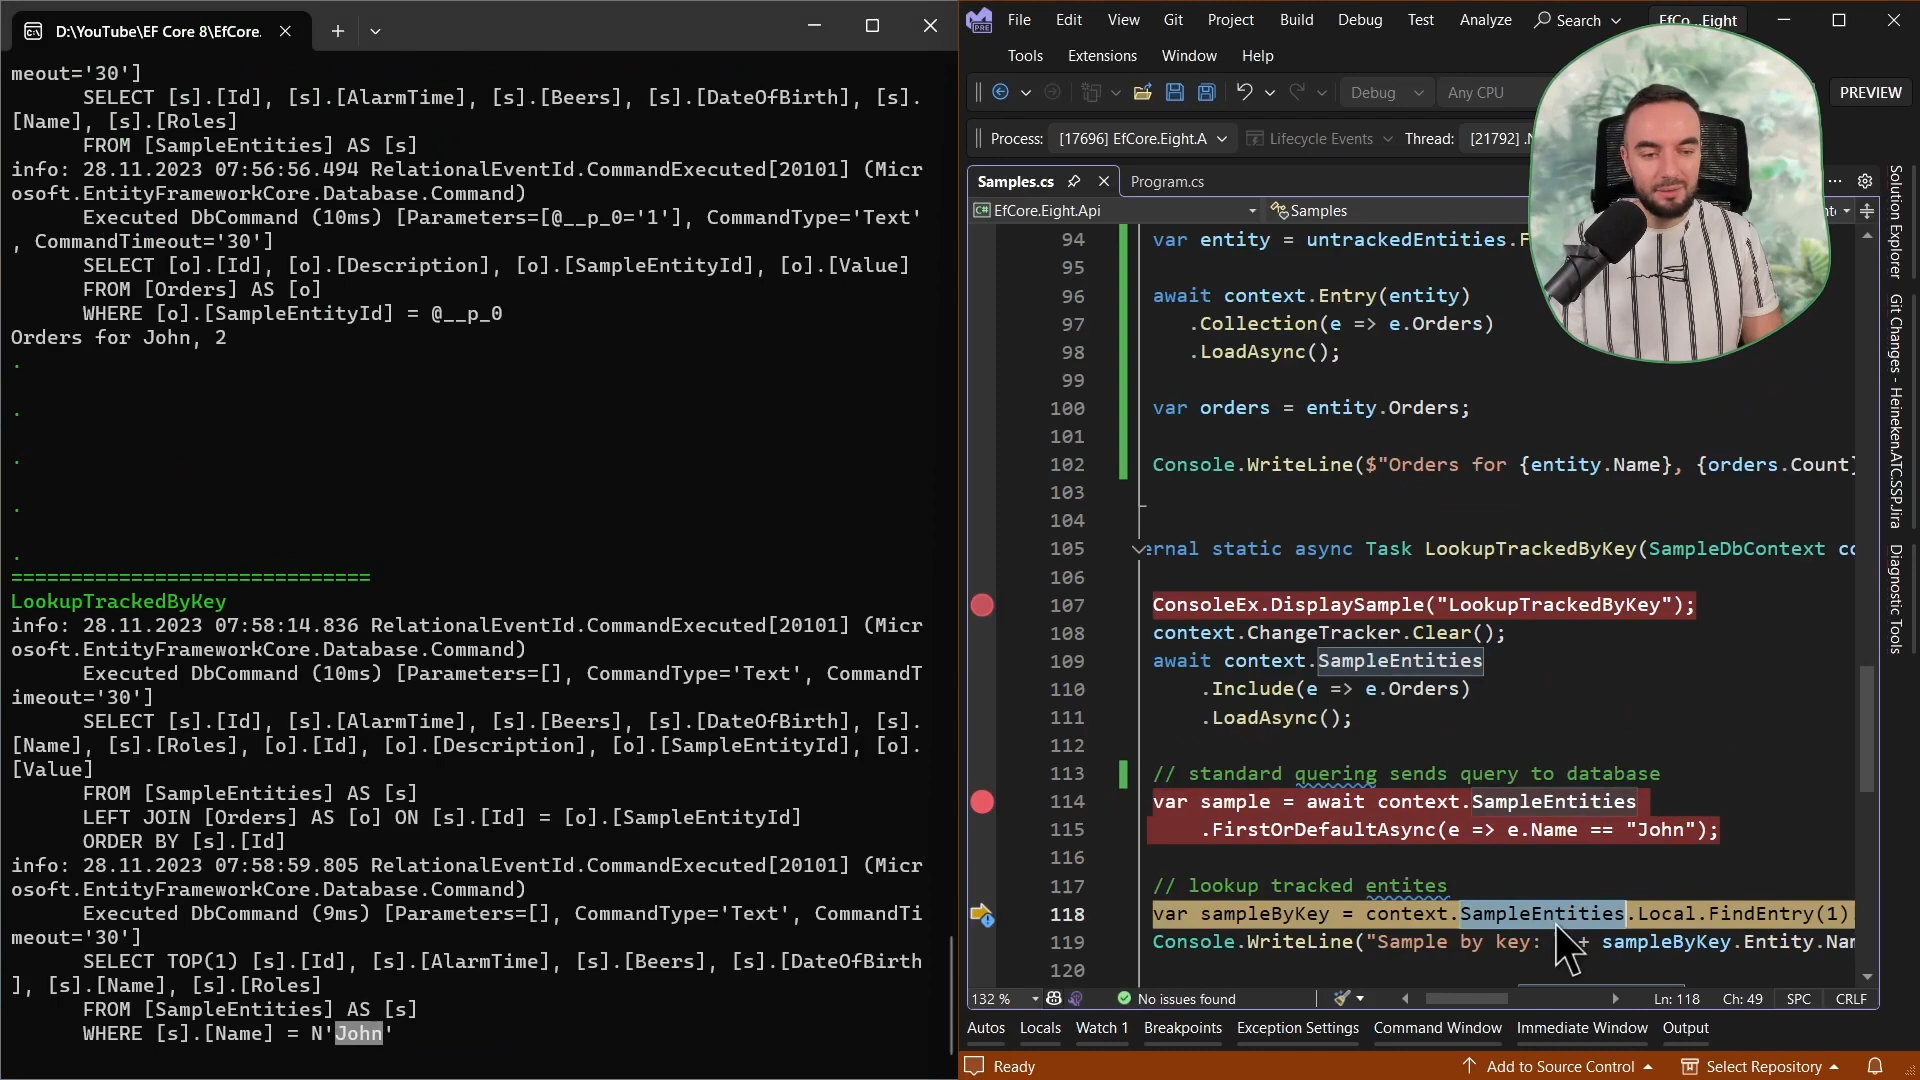 D:\YouTube\EF Core 8\EfCore.
meout='30']
SELECT [s].[Id], [s].[AlarmTime], [s].[Beers], [s].[DateOfBirth], [s].
[Name], [s].[Roles]
FROM [SampleEntities] AS [s]
info: 28.11.2023 07:56:56.494 RelationalEventId.CommandExecuted[20101] (Micr
osoft.EntityFrameworkCore.Database.Command)
Executed DbCommand (10ms) [Parameters=[@__p_0='1'], CommandType='Text'
, CommandTimeout='30']
SELECT [o].[Id], [o].[Description], [o].[SampleEntityId], [o].[Value]
FROM [Orders] AS [o]
WHERE [o].[SampleEntityId] = @__p_0
Orders for John, 2
.
.
.
.
.
==============================
LookupTrackedByKey
info: 28.11.2023 07:58:14.836 RelationalEventId.CommandExecuted[20101] (Micr
osoft.EntityFrameworkCore.Database.Command)
Executed DbCommand (10ms) [Parameters=[], CommandType='Text', CommandT
imeout='30']
SELECT [s].[Id], [s].[AlarmTime], [s].[Beers], [s].[DateOfBirth], [s].
[Name], [s].[Roles], [o].[Id], [o].[Description], [o].[SampleEntityId], [o].
[Value]
FROM [SampleEntities] AS [s]
LEFT JOIN [Orders] AS [o] ON [s].[Id] = [o].[SampleEntityId]
ORDER BY [s].[Id]
info: 28.11.2023 07:58:59.805 RelationalEventId.CommandExecuted[20101] (Micr
osoft.EntityFrameworkCore.Database.Command)
Executed DbCommand (9ms) [Parameters=[], CommandType='Text', CommandTi
meout='30']
SELECT TOP(1) [s].[Id], [s].[AlarmTime], [s].[Beers], [s].[DateOfBirth
], [s].[Name], [s].[Roles]
FROM [SampleEntities] AS [s]
WHERE [s].[Name] = N'John'
File Edit View Git Project Build Debug Test Analyze Search EfCo...Eight
Tools Extensions Window Help
Debug Any CPU PREVIEW
Process: [17696] EfCore.Eight.A Lifecycle Events Thread: [21792]
Samples.cs Program.cs
EfCore.Eight.Api Samples
94 var entity = untrackedEntities.F
95
96 await context.Entry(entity)
97 .Collection(e => e.Orders)
98 .LoadAsync();
99
100 var orders = entity.Orders;
101
102 Console.WriteLine($"Orders for {entity.Name}, {orders.Count}
103
104
105 ernal static async Task LookupTrackedByKey(SampleDbContext co
106
107 ConsoleEx.DisplaySample("LookupTrackedByKey");
108 context.ChangeTracker.Clear();
109 await context.SampleEntities
110 .Include(e => e.Orders)
111 .LoadAsync();
112
113 // standard quering sends query to database
114 var sample = await context.SampleEntities
115 .FirstOrDefaultAsync(e => e.Name == "John");
116
117 // lookup tracked entites
118 var sampleByKey = context.SampleEntities.Local.FindEntry(1)
119 Console.WriteLine("Sample by key: + sampleByKey.Entity.Nam
120
132 % No issues found Ln: 118 Ch: 49 SPC CRLF
Autos Locals Watch 1 Breakpoints Exception Settings Command Window Immediate Window Output
Ready Add to Source Control Select Repository
Solution Explorer
Git Changes - Heineken.ATC.SSP.Jira
Diagnostic Tools